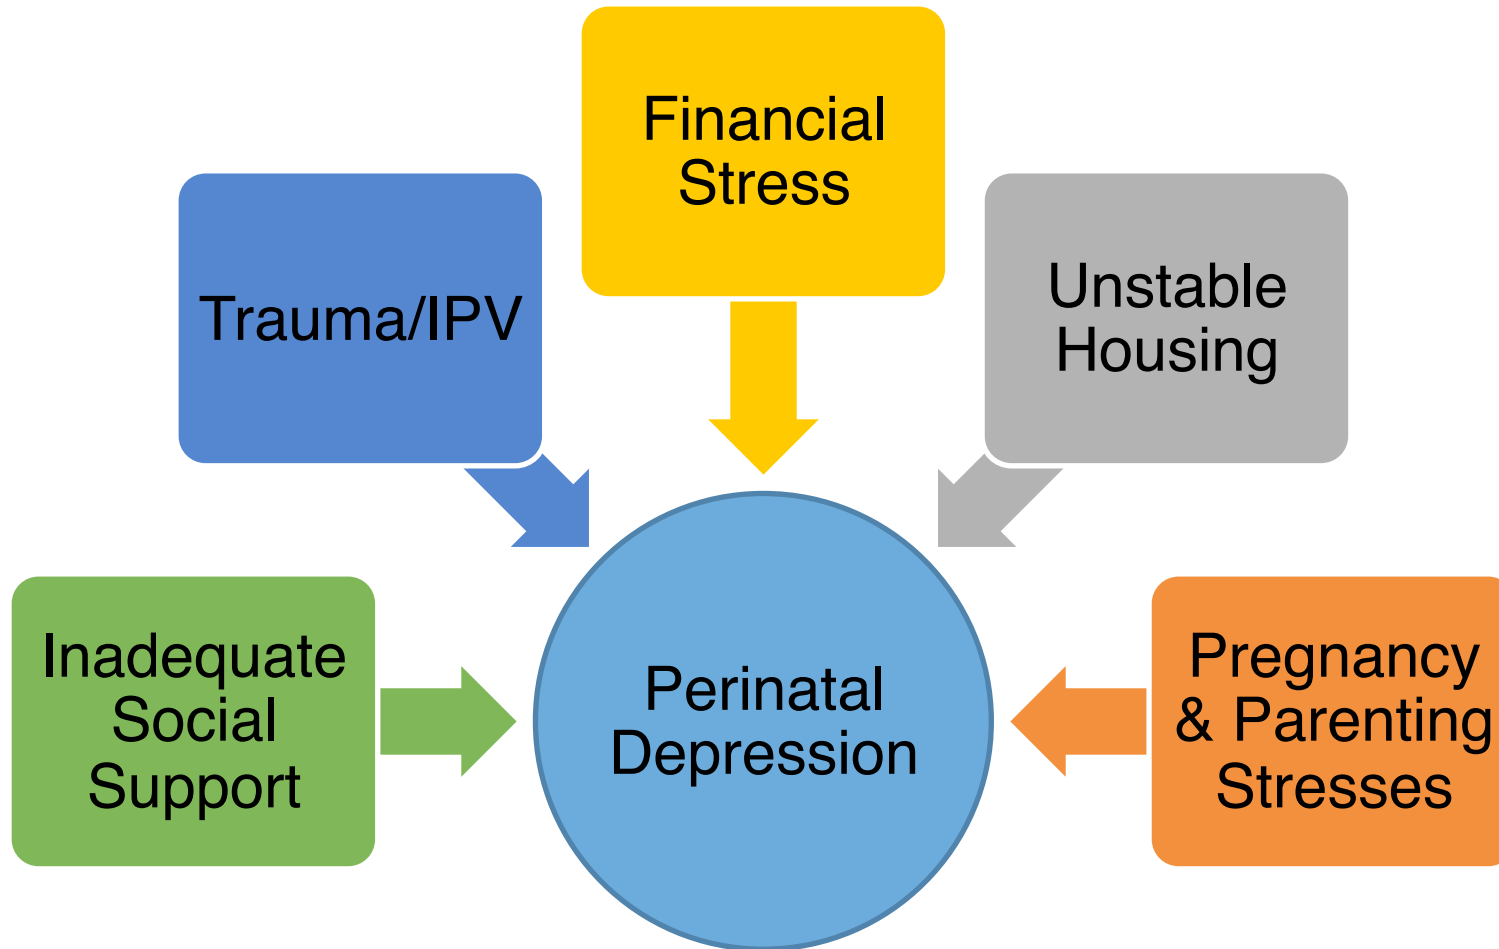 Financial
Stress
Trauma/IPV
Unstable
Housing
Inadequate
Social
Support
Perinatal
Depression
Pregnancy
& Parenting
Stresses